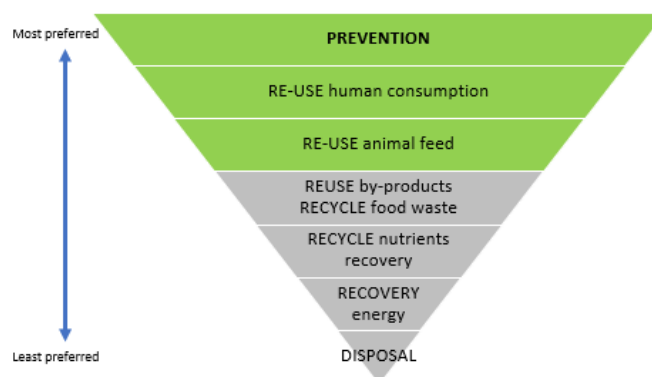 Most preferred
PREVENTION
RE-USE human consumption
RE-USE animal feed
REUSE by-products
RECYCLE food waste
RECYCLE nutrients
recovery
RECOVERY
energy
Least preferred
DISPOSAL